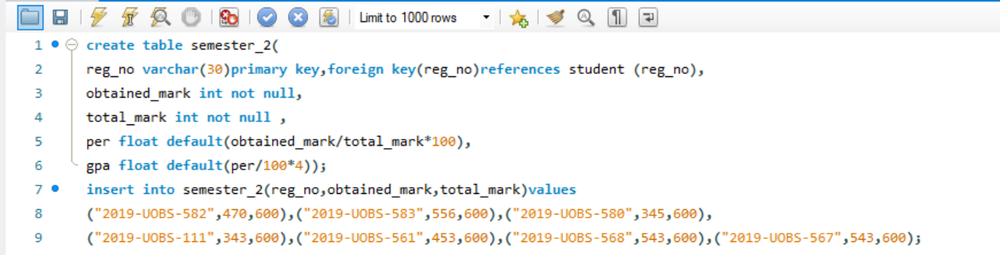 Limit to 1000 rows
1 create table semester_2(
2 reg_no varchar(30)primary key,foreign key(reg_no)references student (reg_no),
3 obtained_mark int not null,
4 total_mark int not null ,
5 per float default(obtained_mark/total_mark*100),
6 gpa float default(per/100*4));
7 insert into semester_2(reg_no,obtained_mark,total_mark)values
8 ("2019-UOBS-582",470,600),("2019-UOBS-583",556,600),("2019-UOBS-580",345,600),
9 ("2019-UOBS-111",343,600),("2019-UOBS-561",453,600),("2019-UOBS-568",543,600),("2019-UOBS-567",543,600);